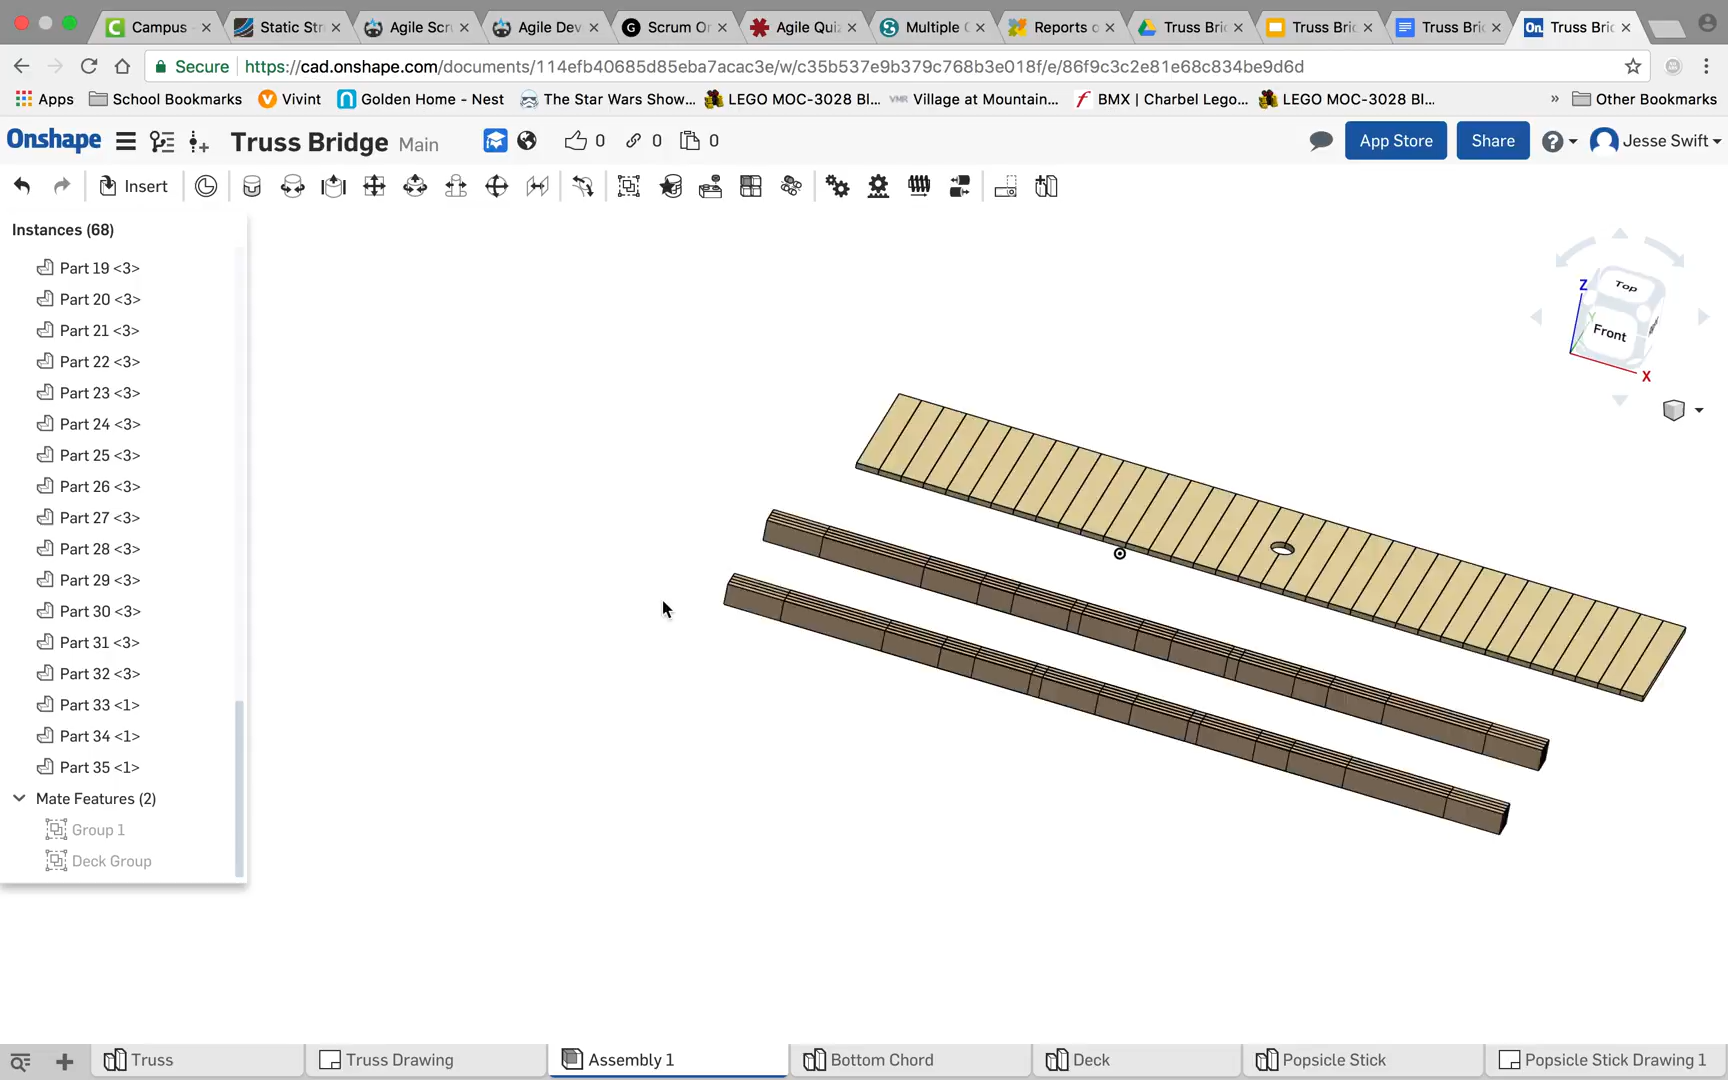 Campus
Static Str
Agile Scr
Agile Dev
Scrum Or
Agile Qui
Multiple C
Reports o
Truss Bri
Truss Bri
Truss Bri
Truss Bri
Secure
https://cad.onshape.com/documents/114efb40685d85eba7acac3e/w/c35b537e9b379c768b3e018f/e/86f9c3c2e81e68c834be9d6d
Apps
School Bookmarks
Vivint
Golden Home - Nest
The Star Wars Show...
LEGO MOC-3028 Bl...
Village at Mountain...
BMX | Charbel Lego...
LEGO MOC-3028 Bl...
»
Other Bookmarks
Onshape
Truss Bridge Main
0
0
0
App Store
Share
Jesse Swift
Insert
Instances (68)
Part 19 <3>
Part 20 <3>
Part 21 <3>
Part 22 <3>
Part 23 <3>
Part 24 <3>
Part 25 <3>
Part 26 <3>
Part 27 <3>
Part 28 <3>
Part 29 <3>
Part 30 <3>
Part 31 <3>
Part 32 <3>
Part 33 <1>
Part 34 <1>
Part 35 <1>
Mate Features (2)
Group 1
Deck Group
Z
Top
Y
Front
X
Truss
Truss Drawing
Assembly 1
Bottom Chord
Deck
Popsicle Stick
Popsicle Stick Drawing 1